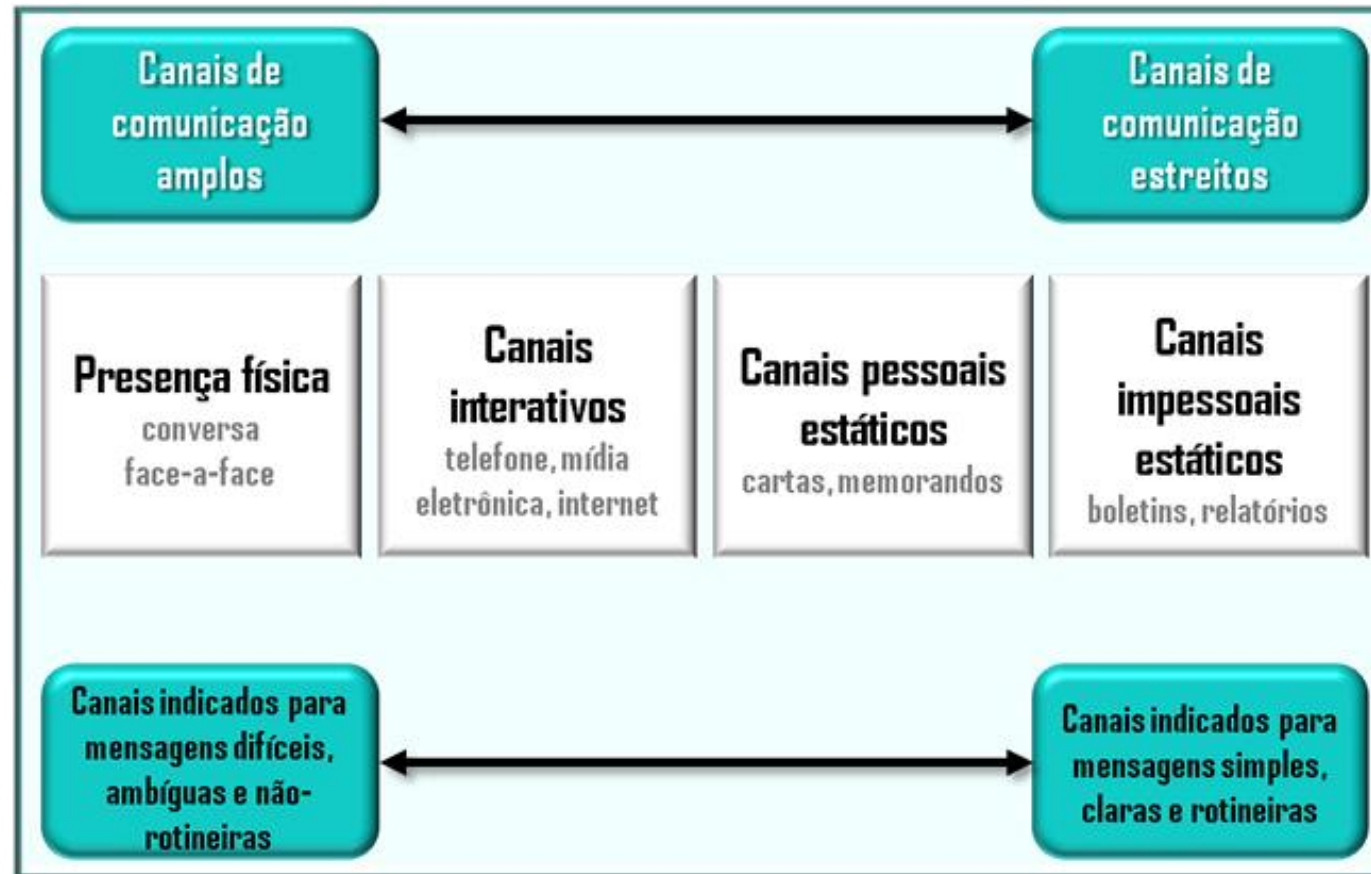 Canais de
comunicação
amplos
Canais de
comunicação
estreitos
Presença física
conversa
face-a-face
Canais
interativos
telefone, mídia
eletrônica, internet
Canais pessoais
estáticos
cartas, memorandos
Canais
impessoais
estáticos
boletins, relatórios
Canais indicados para
mensagens difíceis,
ambíguas e não-
rotineiras
Canais indicados para
mensagens simples,
claras e rotineiras